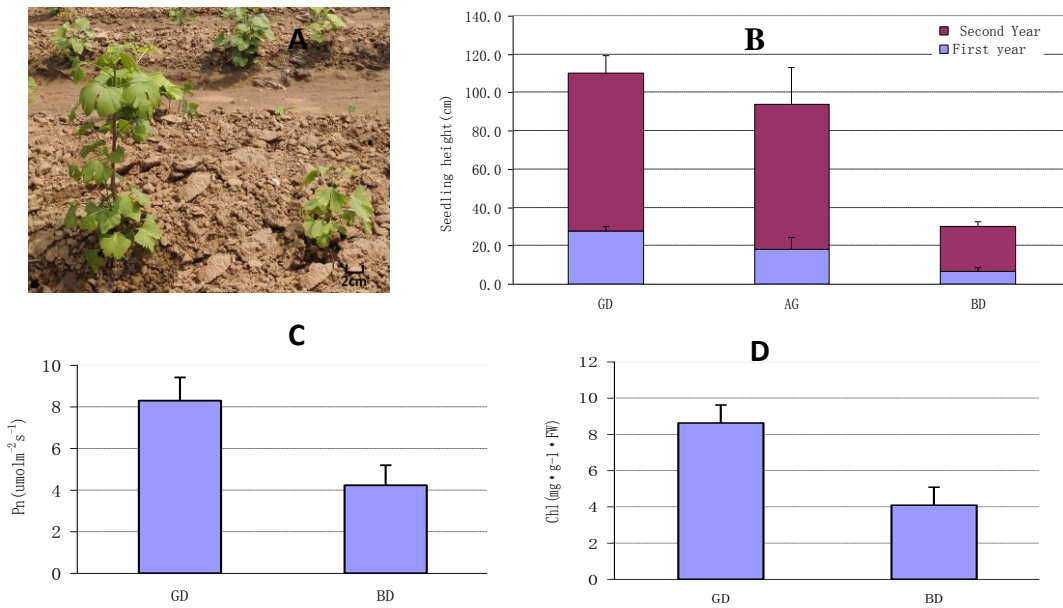 A
2cm
B
Second Year
First year
Seedling height(cm)
140.0
120.0
100.0
80.0
60.0
40.0
20.0
0.0
GD AG BD
C
Pn(umolm⁻²s⁻¹)
10
8
6
4
2
0
GD BD
D
Chl(mg•g-1•FW)
12
10
8
6
4
2
0
GD BD